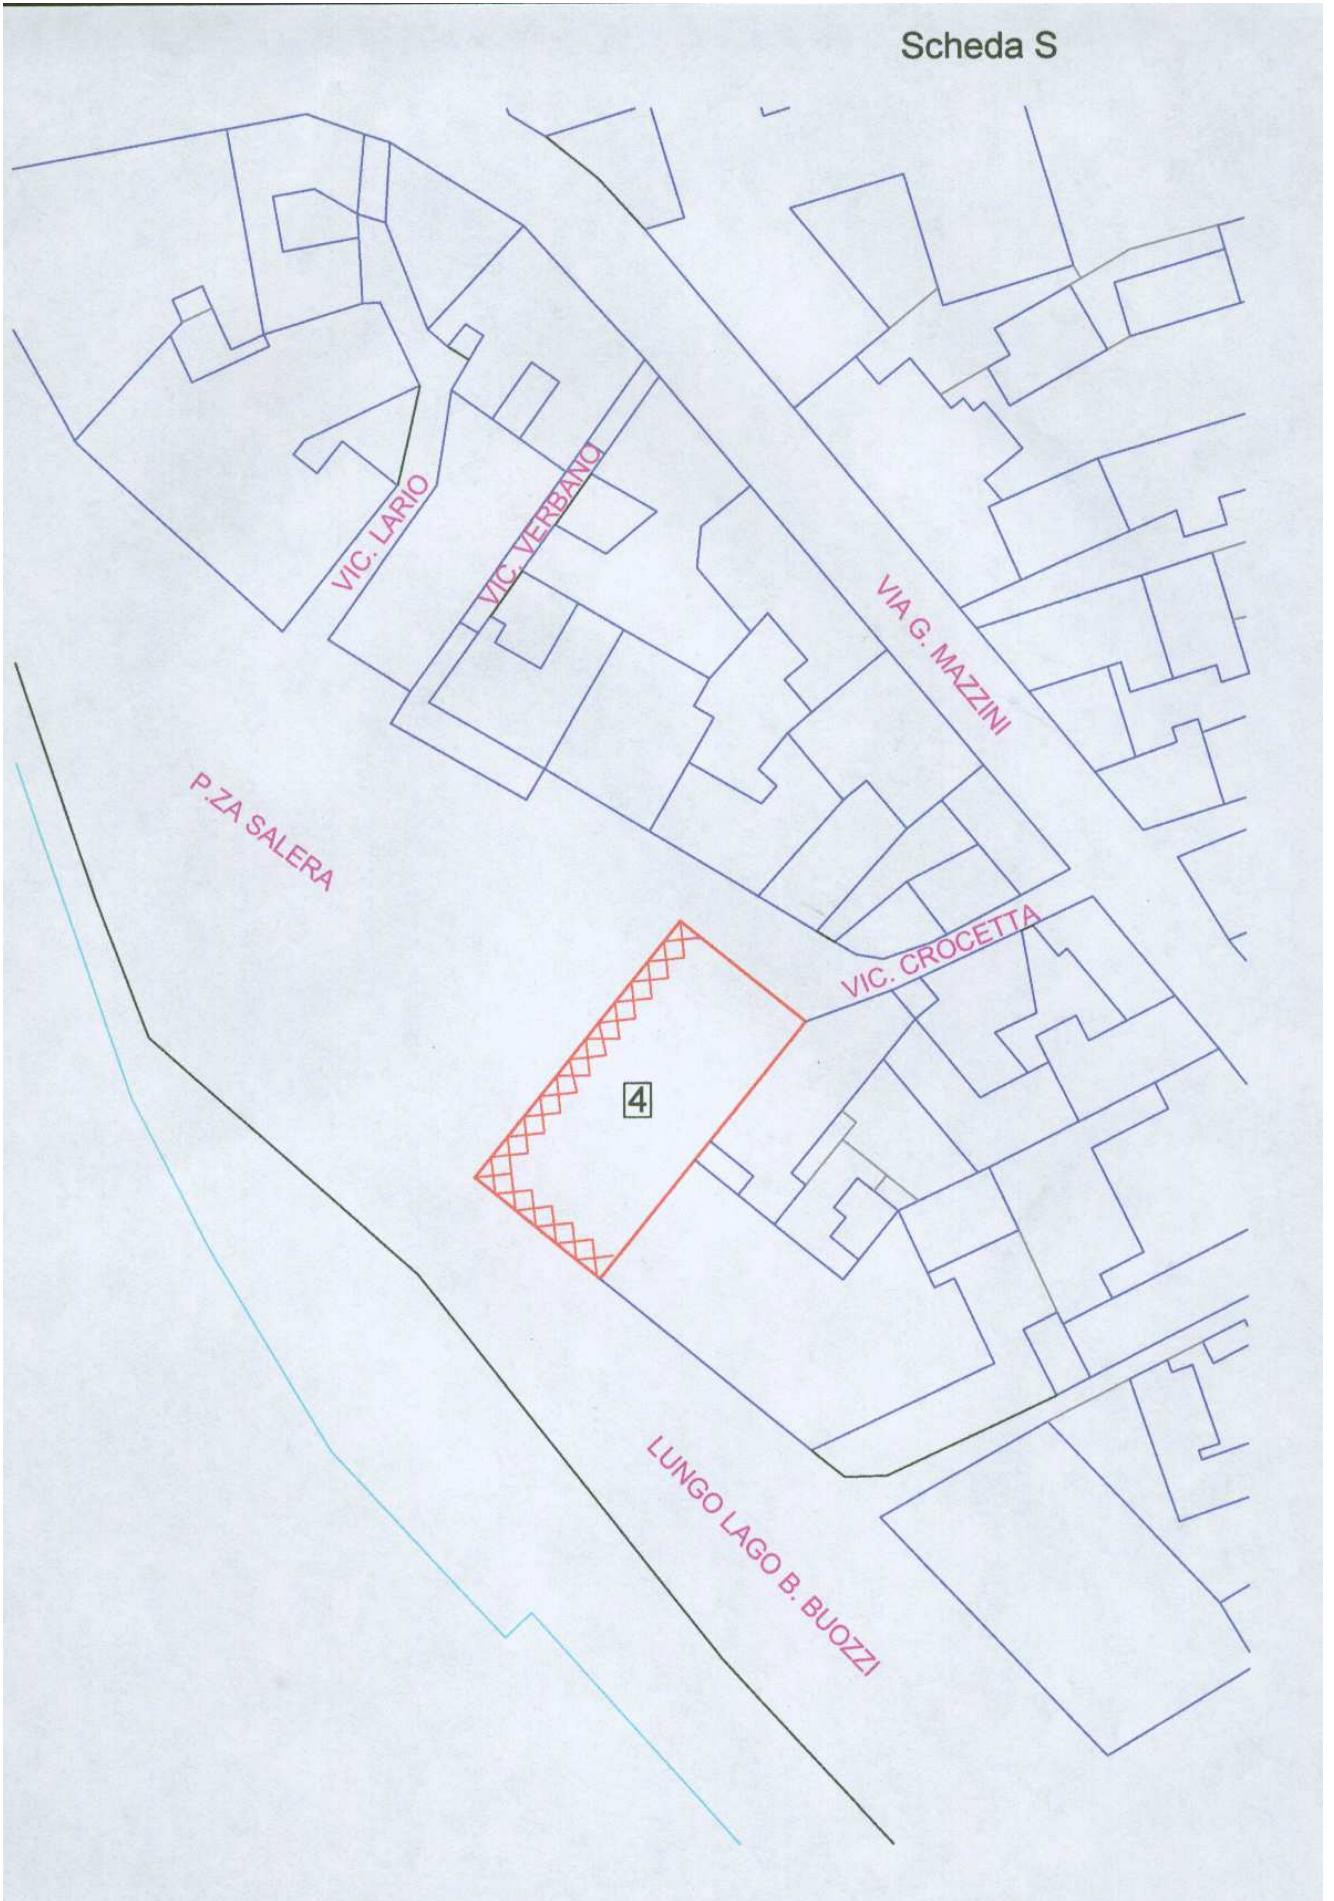 Scheda S
VIC. LARIO
VIC. VERBANO
VIA G. MAZZINI
P.ZA SALERA
VIC. CROCETTA
4
LUNGO LAGO B. BUOZZI